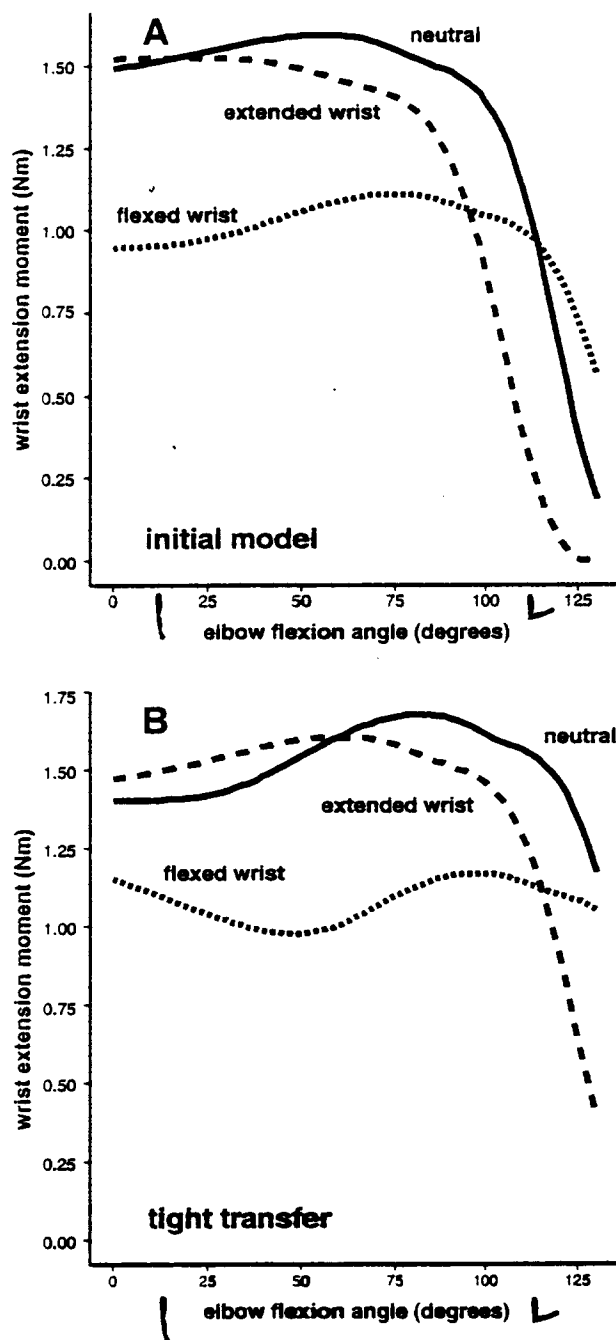 A
neutral
1.50
extended wrist
1.25
flexed wrist
1.00
0.75
0.50
0.25
0.00
wrist extension moment (Nm)
initial model
0 25 50 75 100 125
elbow flexion angle (degrees)
1.75
B
neutral
1.50
extended wrist
1.25
flexed wrist
1.00
0.75
0.50
0.25
0.00
wrist extension moment (Nm)
tight transfer
0 25 50 75 100 125
elbow flexion angle (degrees)